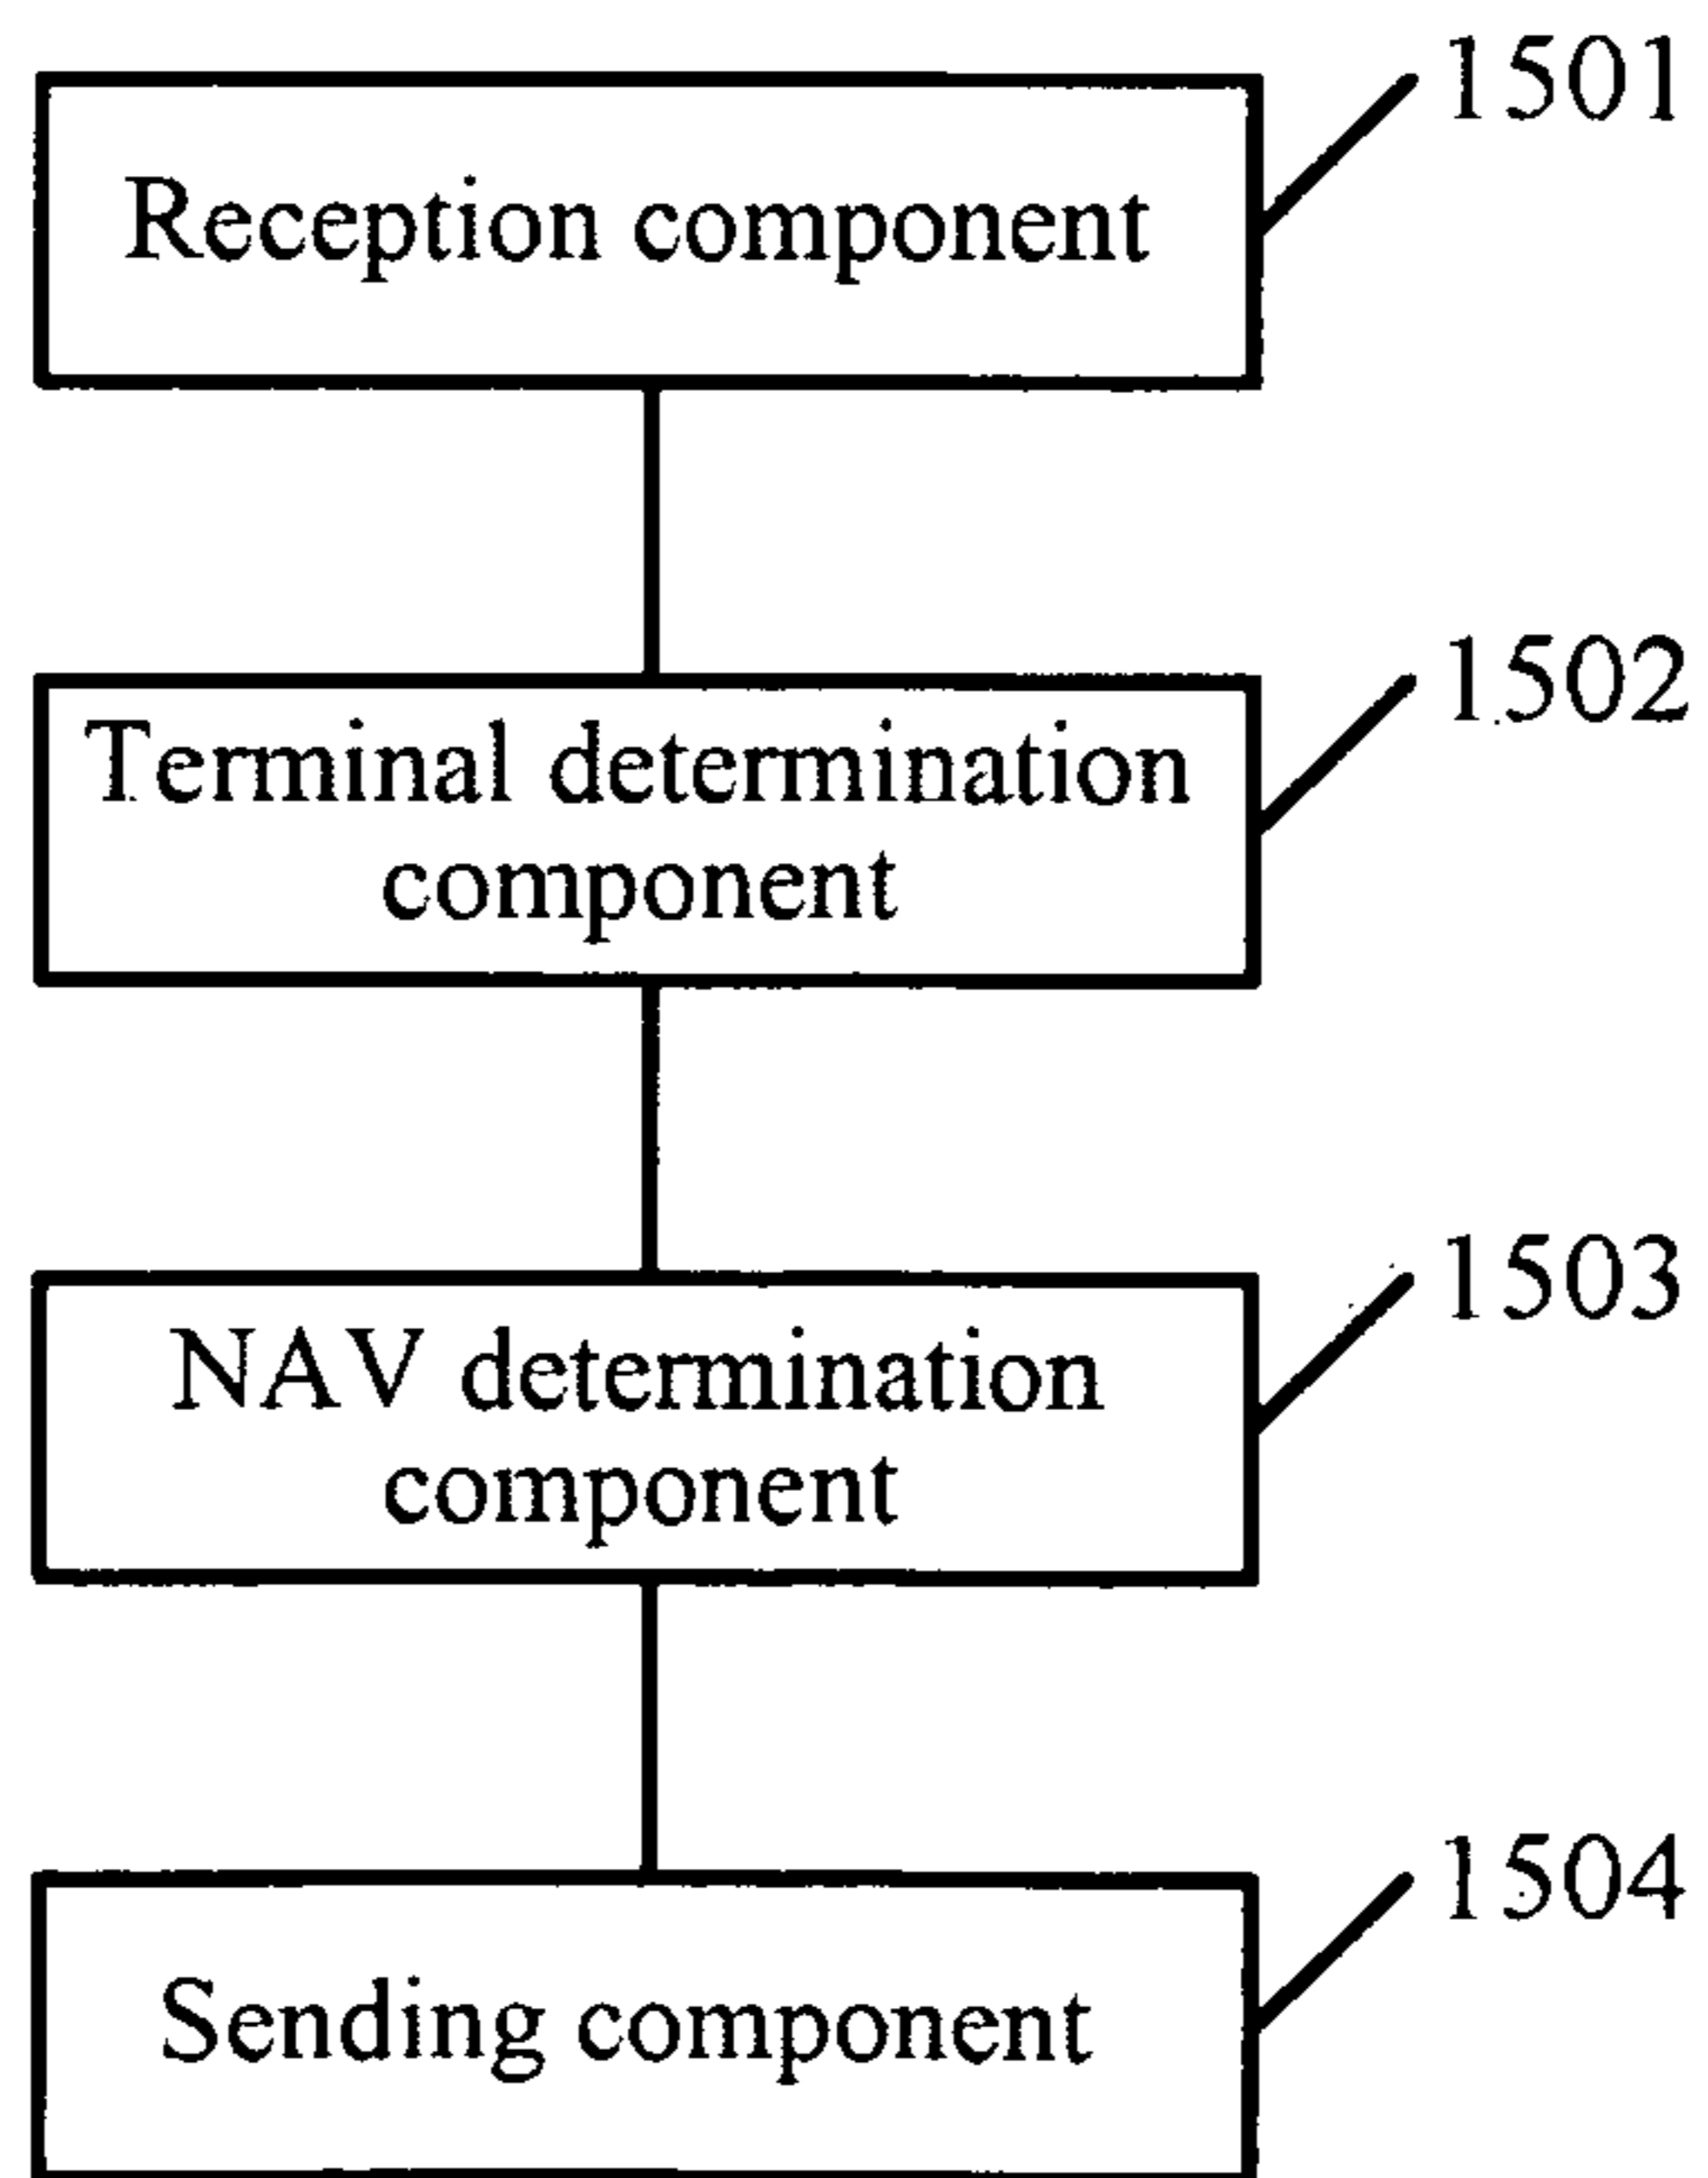 1501
Reception component
1502
Terminal determination
component
1503
NAV determination
component
1504
Sending component